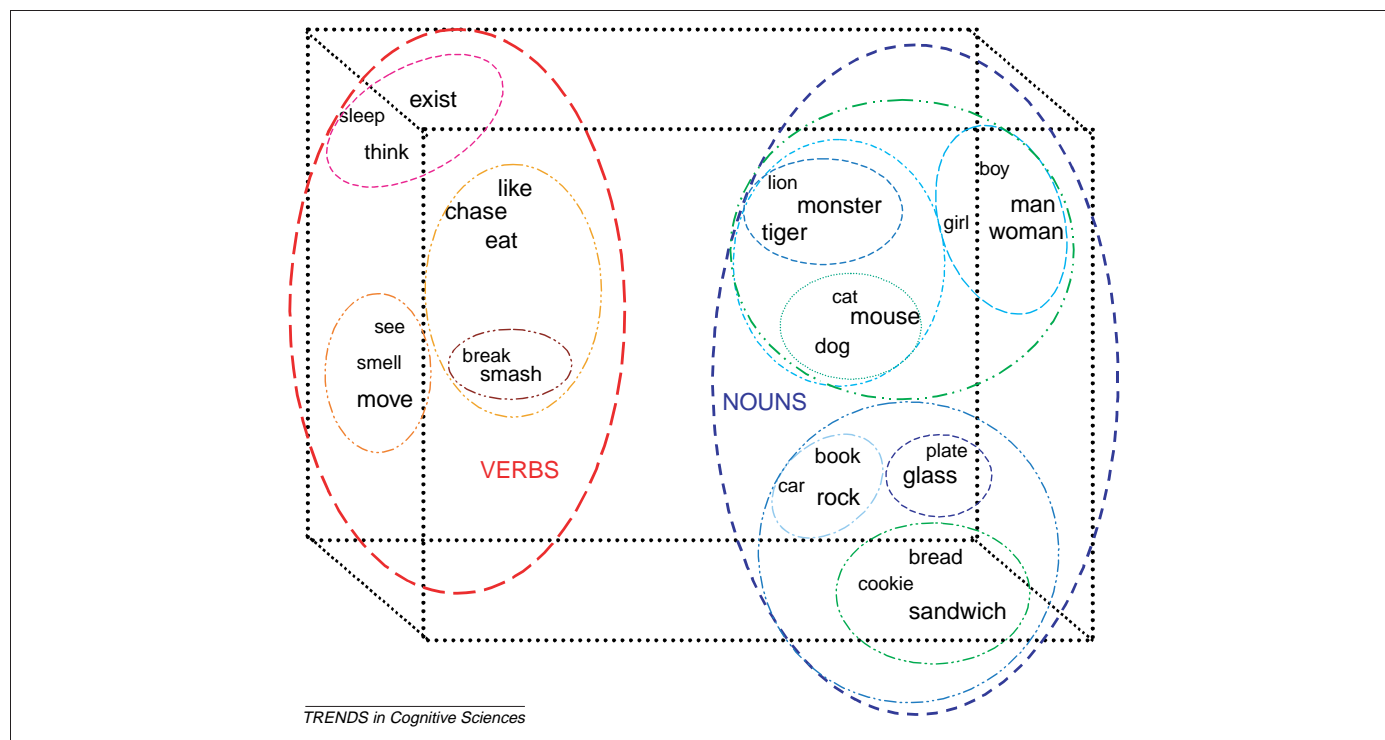 exist
sleep
think
like
chase
eat
see
smell
move
break
smash
VERBS
lion
monster
tiger
cat
mouse
dog
boy
girl
man
woman
NOUNS
book
car
rock
plate
glass
bread
cookie
sandwich
TRENDS in Cognitive Sciences